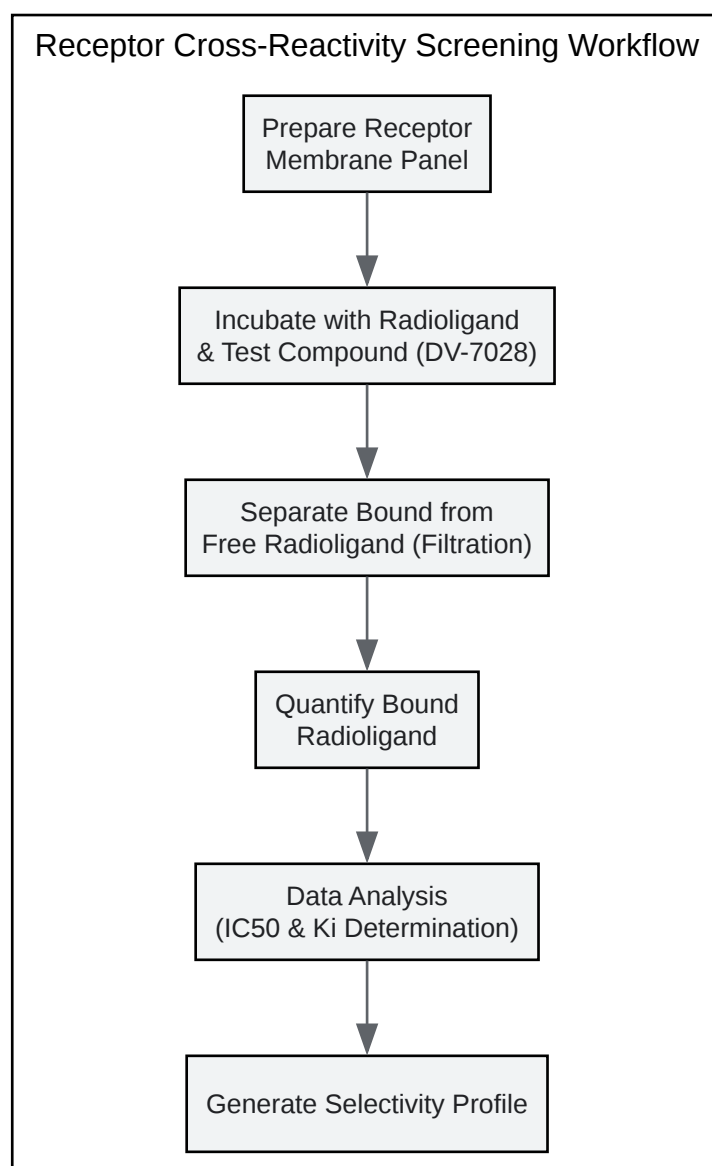 Receptor Cross-Reactivity Screening Workflow
Prepare Receptor
Membrane Panel
Incubate with Radioligand
& Test Compound (DV-7028)
Separate Bound from
Free Radioligand (Filtration)
Quantify Bound
Radioligand
Data Analysis
(IC50 & Ki Determination)
Generate Selectivity Profile